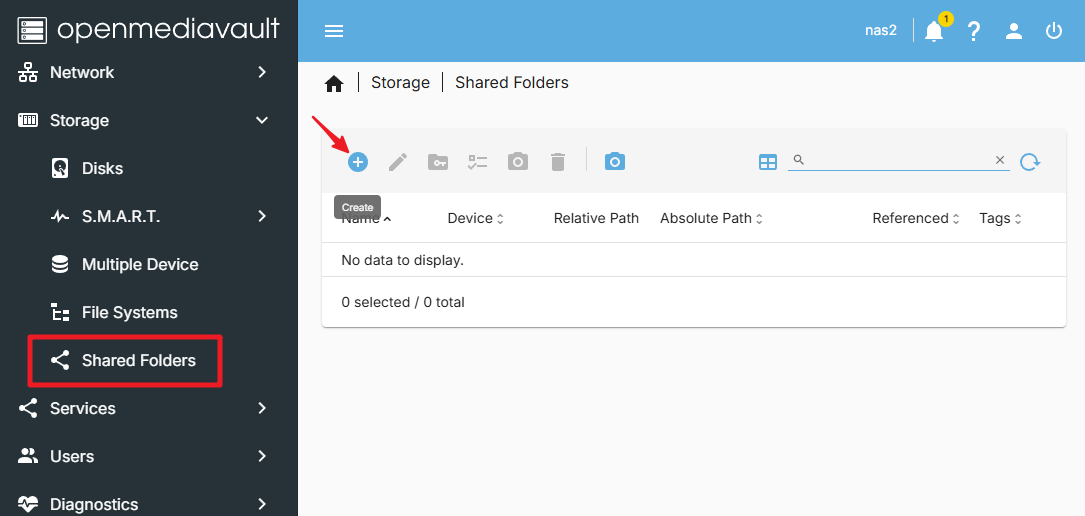 openmediavault
nas2
1
Network
Storage
Disks
S.M.A.R.T.
Multiple Device
File Systems
Shared Folders
Services
Users
Diagnostics
Storage | Shared Folders
Create
Name Device Relative Path Absolute Path Referenced Tags
No data to display.
0 selected / 0 total